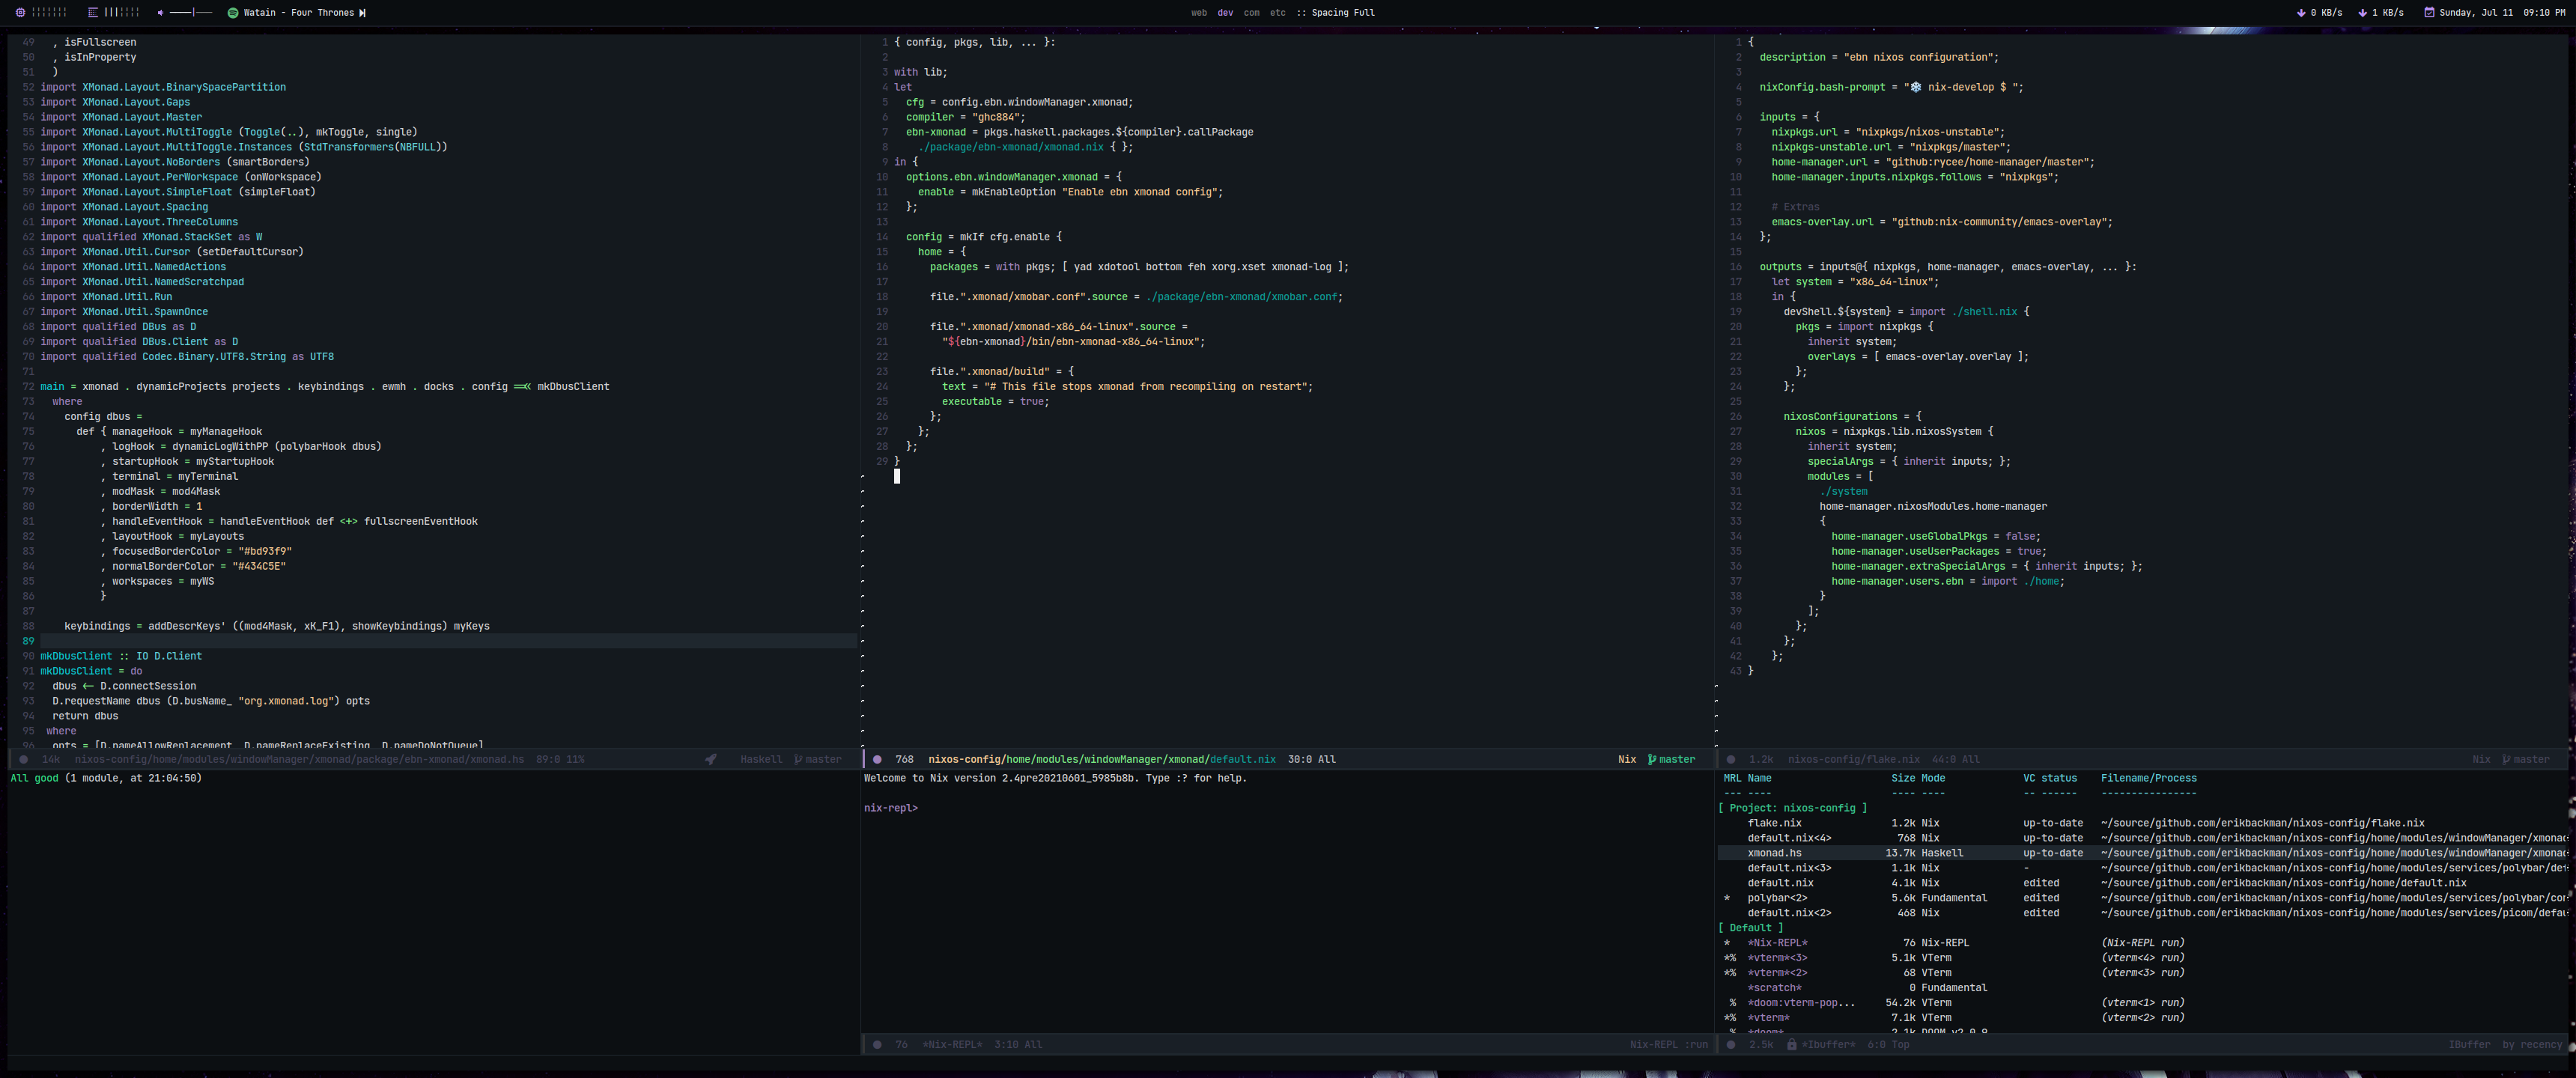 Watain - Four Thrones
web dev com etc :: Spacing Full
0 KB/s 1 KB/s Sunday, Jul 11 09:10 PM
49 , isFullscreen
50 , isInProperty
51 )
52 import XMonad.Layout.BinarySpacePartition
53 import XMonad.Layout.Gaps
54 import XMonad.Layout.Master
55 import XMonad.Layout.MultiToggle (Toggle(..), mkToggle, single)
56 import XMonad.Layout.MultiToggle.Instances (StdTransformers(NBFULL))
57 import XMonad.Layout.NoBorders (smartBorders)
58 import XMonad.Layout.PerWorkspace (onWorkspace)
59 import XMonad.Layout.SimpleFloat (simpleFloat)
60 import XMonad.Layout.Spacing
61 import XMonad.Layout.ThreeColumns
62 import qualified XMonad.StackSet as W
63 import XMonad.Util.Cursor (setDefaultCursor)
64 import XMonad.Util.NamedActions
65 import XMonad.Util.NamedScratchpad
66 import XMonad.Util.Run
67 import XMonad.Util.SpawnOnce
68 import qualified DBus as D
69 import qualified DBus.Client as D
70 import qualified Codec.Binary.UTF8.String as UTF8
71
72 main = xmonad . dynamicProjects projects . keybindings . ewmh . docks . config =<< mkDbusClient
73 where
74 config dbus =
75 def { manageHook = myManageHook
76 , logHook = dynamicLogWithPP (polybarHook dbus)
77 , startupHook = myStartupHook
78 , terminal = myTerminal
79 , modMask = mod4Mask
80 , borderWidth = 1
81 , handleEventHook = handleEventHook def <+> fullscreenEventHook
82 , layoutHook = myLayouts
83 , focusedBorderColor = "#bd93f9"
84 , normalBorderColor = "#434C5E"
85 , workspaces = myWS
86 }
87
88 keybindings = addDescrKeys' ((mod4Mask, xK_F1), showKeybindings) myKeys
89
90 mkDbusClient :: IO D.Client
91 mkDbusClient = do
92 dbus <- D.connectSession
93 D.requestName dbus (D.busName_ "org.xmonad.log") opts
94 return dbus
95 where
96 opts = [D.nameAllowReplacement, D.nameReplaceExisting, D.nameDoNotQueue]
14k nixos-config/home/modules/windowManager/xmonad/package/ebn-xmonad/xmonad.hs 89:0 11% Haskell master
All good (1 module, at 21:04:50)
1 { config, pkgs, lib, ... }:
2
3 with lib;
4 let
5 cfg = config.ebn.windowManager.xmonad;
6 compiler = "ghc884";
7 ebn-xmonad = pkgs.haskell.packages.${compiler}.callPackage
8 ./package/ebn-xmonad/xmonad.nix { };
9 in {
10 options.ebn.windowManager.xmonad = {
11 enable = mkEnableOption "Enable ebn xmonad config";
12 };
13
14 config = mkIf cfg.enable {
15 home = {
16 packages = with pkgs; [ yad xdotool bottom feh xorg.xset xmonad-log ];
17
18 file.".xmonad/xmobar.conf".source = ./package/ebn-xmonad/xmobar.conf;
19
20 file.".xmonad/xmonad-x86_64-linux".source =
21 "${ebn-xmonad}/bin/ebn-xmonad-x86_64-linux";
22
23 file.".xmonad/build" = {
24 text = "# This file stops xmonad from recompiling on restart";
25 executable = true;
26 };
27 };
28 };
29 }
768 nixos-config/home/modules/windowManager/xmonad/default.nix 30:0 All Nix master
Welcome to Nix version 2.4pre20210601_5985b8b. Type :? for help.
nix-repl>
76 *Nix-REPL* 3:10 All Nix-REPL :run
1 {
2 description = "ebn nixos configuration";
3
4 nixConfig.bash-prompt = "❄️ nix-develop $ ";
5
6 inputs = {
7 nixpkgs.url = "nixpkgs/nixos-unstable";
8 nixpkgs-unstable.url = "nixpkgs/master";
9 home-manager.url = "github:rycee/home-manager/master";
10 home-manager.inputs.nixpkgs.follows = "nixpkgs";
11
12 # Extras
13 emacs-overlay.url = "github:nix-community/emacs-overlay";
14 };
15
16 outputs = inputs@{ nixpkgs, home-manager, emacs-overlay, ... }:
17 let system = "x86_64-linux";
18 in {
19 devShell.${system} = import ./shell.nix {
20 pkgs = import nixpkgs {
21 inherit system;
22 overlays = [ emacs-overlay.overlay ];
23 };
24 };
25
26 nixosConfigurations = {
27 nixos = nixpkgs.lib.nixosSystem {
28 inherit system;
29 specialArgs = { inherit inputs; };
30 modules = [
31 ./system
32 home-manager.nixosModules.home-manager
33 {
34 home-manager.useGlobalPkgs = false;
35 home-manager.useUserPackages = true;
36 home-manager.extraSpecialArgs = { inherit inputs; };
37 home-manager.users.ebn = import ./home;
38 }
39 ];
40 };
41 };
42 };
43 }
1.2k nixos-config/flake.nix 44:0 All Nix master
MRL Name Size Mode VC status Filename/Process
--- ---- ---- ---- -- ------ ----------------
[ Project: nixos-config ]
flake.nix 1.2k Nix up-to-date ~/source/github.com/erikbackman/nixos-config/flake.nix
default.nix<4> 768 Nix up-to-date ~/source/github.com/erikbackman/nixos-config/home/modules/windowManager/xmonad
xmonad.hs 13.7k Haskell up-to-date ~/source/github.com/erikbackman/nixos-config/home/modules/windowManager/xmonad
default.nix<3> 1.1k Nix - ~/source/github.com/erikbackman/nixos-config/home/modules/services/polybar/def
default.nix 4.1k Nix edited ~/source/github.com/erikbackman/nixos-config/home/default.nix
* polybar<2> 5.6k Fundamental edited ~/source/github.com/erikbackman/nixos-config/home/modules/services/polybar/con
default.nix<2> 468 Nix edited ~/source/github.com/erikbackman/nixos-config/home/modules/services/picom/defau
[ Default ]
* *Nix-REPL* 76 Nix-REPL (Nix-REPL run)
*% *vterm*<3> 5.1k VTerm (vterm<4> run)
*% *vterm*<2> 68 VTerm (vterm<3> run)
*scratch* 0 Fundamental
% *doom:vterm-pop... 54.2k VTerm (vterm<1> run)
*% *vterm* 7.1k VTerm (vterm<2> run)
% *doom* 2.1k DOOM v2.0.9
2.5k *Ibuffer* 6:0 Top IBuffer by recency